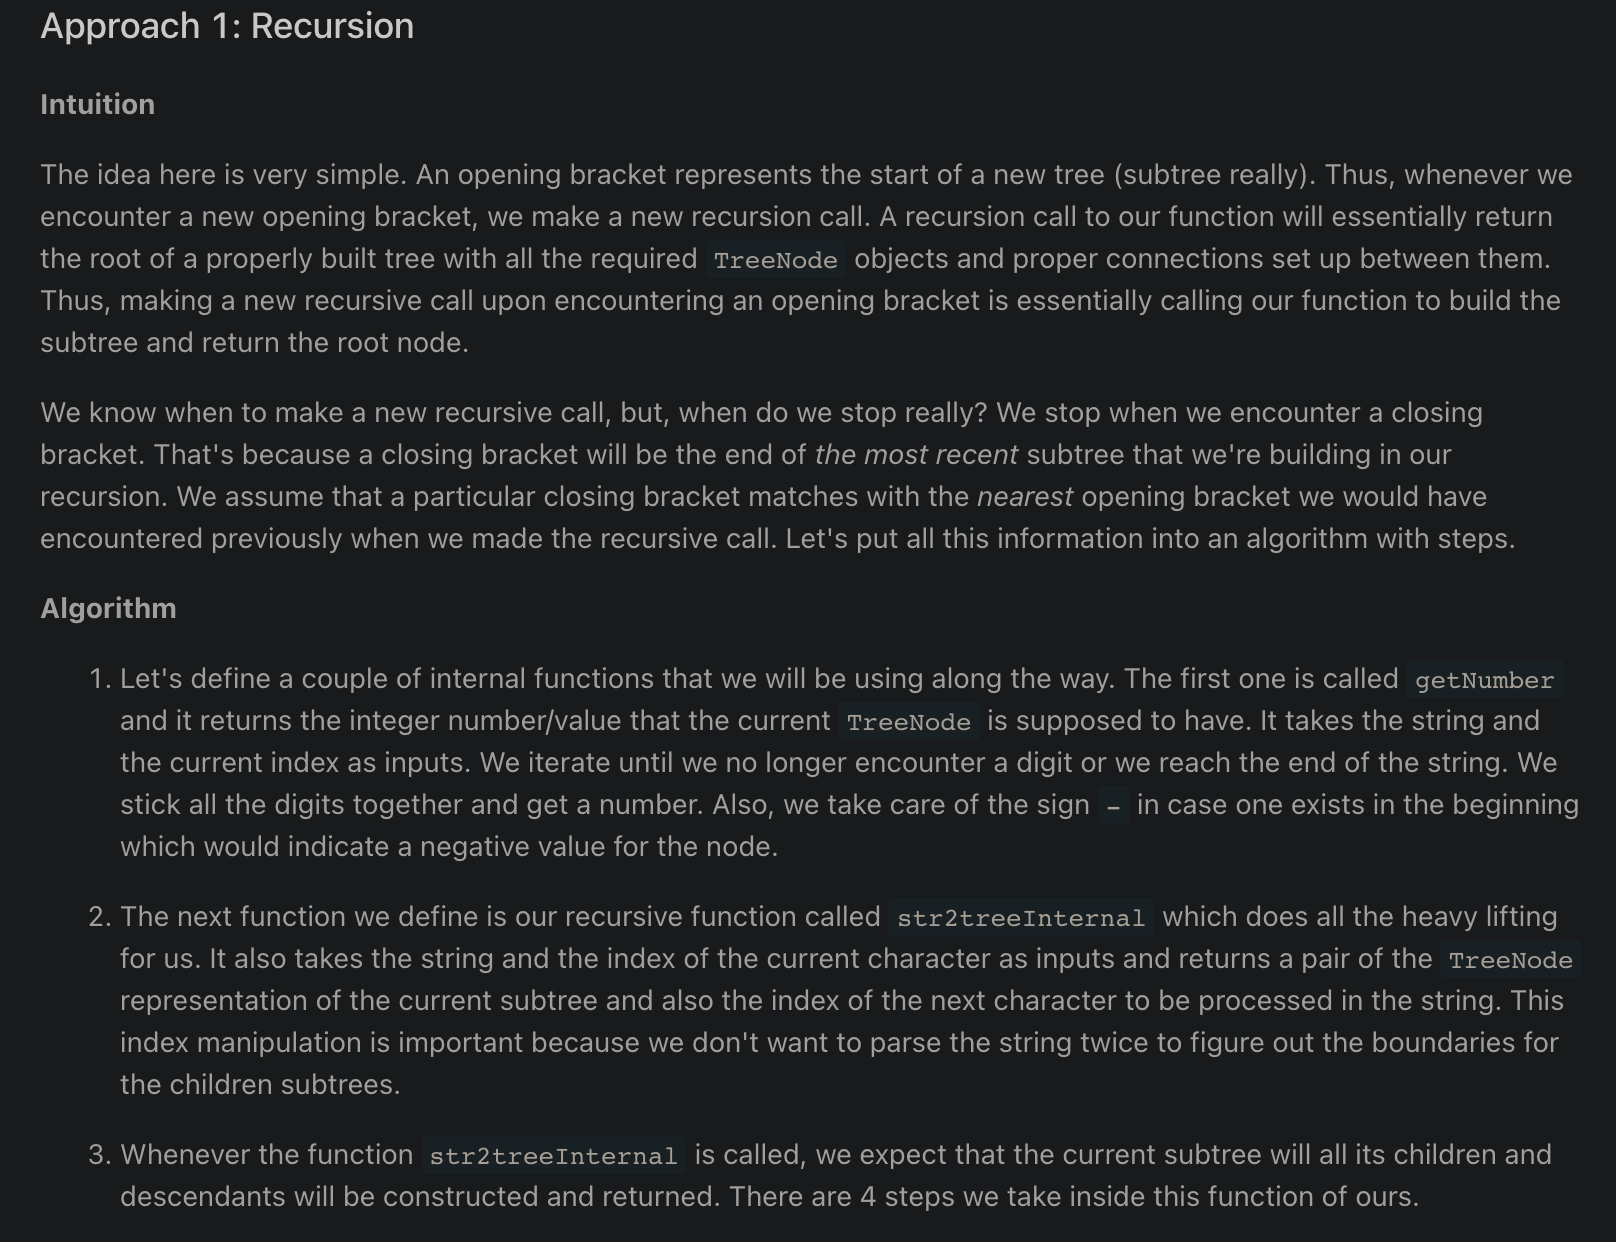 Approach 1: Recursion
Intuition
The idea here is very simple. An opening bracket represents the start of a new tree (subtree really). Thus, whenever we
encounter a new opening bracket, we make a new recursion call. A recursion call to our function will essentially return
the root of a properly built tree with all the required TreeNode objects and proper connections set up between them.
Thus, making a new recursive call upon encountering an opening bracket is essentially calling our function to build the
subtree and return the root node.
We know when to make a new recursive call, but, when do we stop really? We stop when we encounter a closing
bracket. That's because a closing bracket will be the end of the most recent subtree that we're building in our
recursion. We assume that a particular closing bracket matches with the nearest opening bracket we would have
encountered previously when we made the recursive call. Let's put all this information into an algorithm with steps.
Algorithm
1. Let's define a couple of internal functions that we will be using along the way. The first one is called getNumber
and it returns the integer number/value that the current TreeNode is supposed to have. It takes the string and
the current index as inputs. We iterate until we no longer encounter a digit or we reach the end of the string. We
stick all the digits together and get a number. Also, we take care of the sign - in case one exists in the beginning
which would indicate a negative value for the node.
2. The next function we define is our recursive function called str2treeInternal which does all the heavy lifting
for us. It also takes the string and the index of the current character as inputs and returns a pair of the TreeNode
representation of the current subtree and also the index of the next character to be processed in the string. This
index manipulation is important because we don't want to parse the string twice to figure out the boundaries for
the children subtrees.
3. Whenever the function str2treeInternal is called, we expect that the current subtree will all its children and
descendants will be constructed and returned. There are 4 steps we take inside this function of ours.